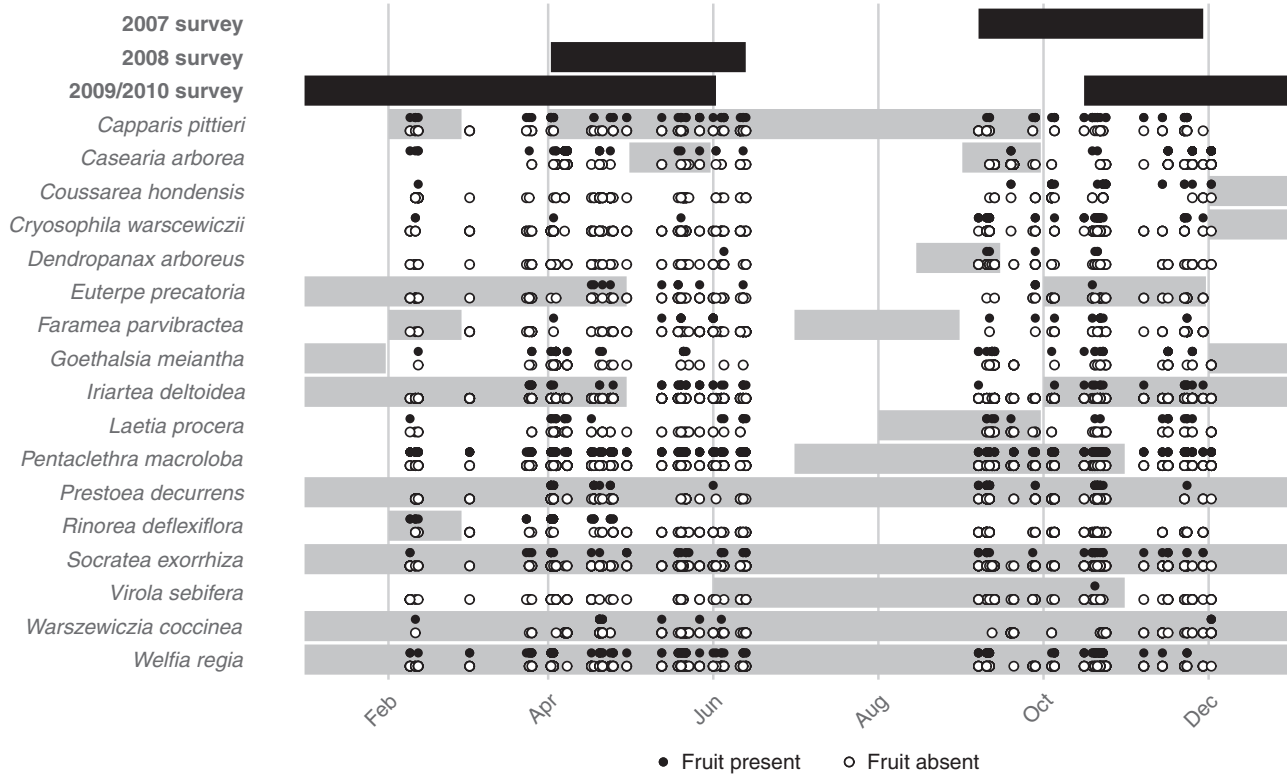 2007 survey
2008 survey
2009/2010 survey
Capparis pittieri
Casearia arborea
Coussarea hondensis
Cryosophila warscewiczii
Dendropanax arboreus
Euterpe precatoria
Faramea parvibractea
Goethalsia meiantha
Iriartea deltoidea
Laetia procera
Pentaclethra macroloba
Prestoea decurrens
Rinorea deflexiflora
Socratea exorrhiza
Virola sebifera
Warszewiczia coccinea
Welfia regia
Feb Apr Jun Aug Oct Dec
Fruit present Fruit absent